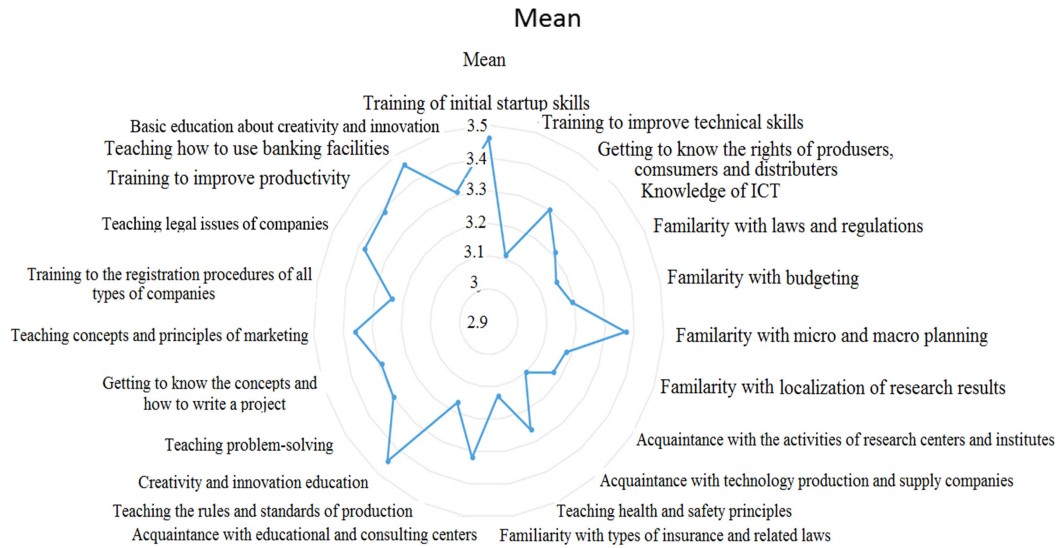 Mean
Mean
Training of initial startup skills
Training to improve technical skills
Getting to know the rights of produsers,
comsumers and distributers
Knowledge of ICT
Familarity with laws and regulations
Familarity with budgeting
Familarity with micro and macro planning
Familarity with localization of research results
Acquaintance with the activities of research centers and institutes
Acquaintance with technology production and supply companies
Teaching health and safety principles
Familiarity with types of insurance and related laws
Acquaintance with educational and consulting centers
Teaching the rules and standards of production
Creativity and innovation education
Teaching problem-solving
Getting to know the concepts and
how to write a project
Teaching concepts and principles of marketing
Training to the registration procedures of all
types of companies
Teaching legal issues of companies
Training to improve productivity
Teaching how to use banking facilities
Basic education about creativity and innovation
3.5
3.4
3.3
3.2
3.1
3
2.9